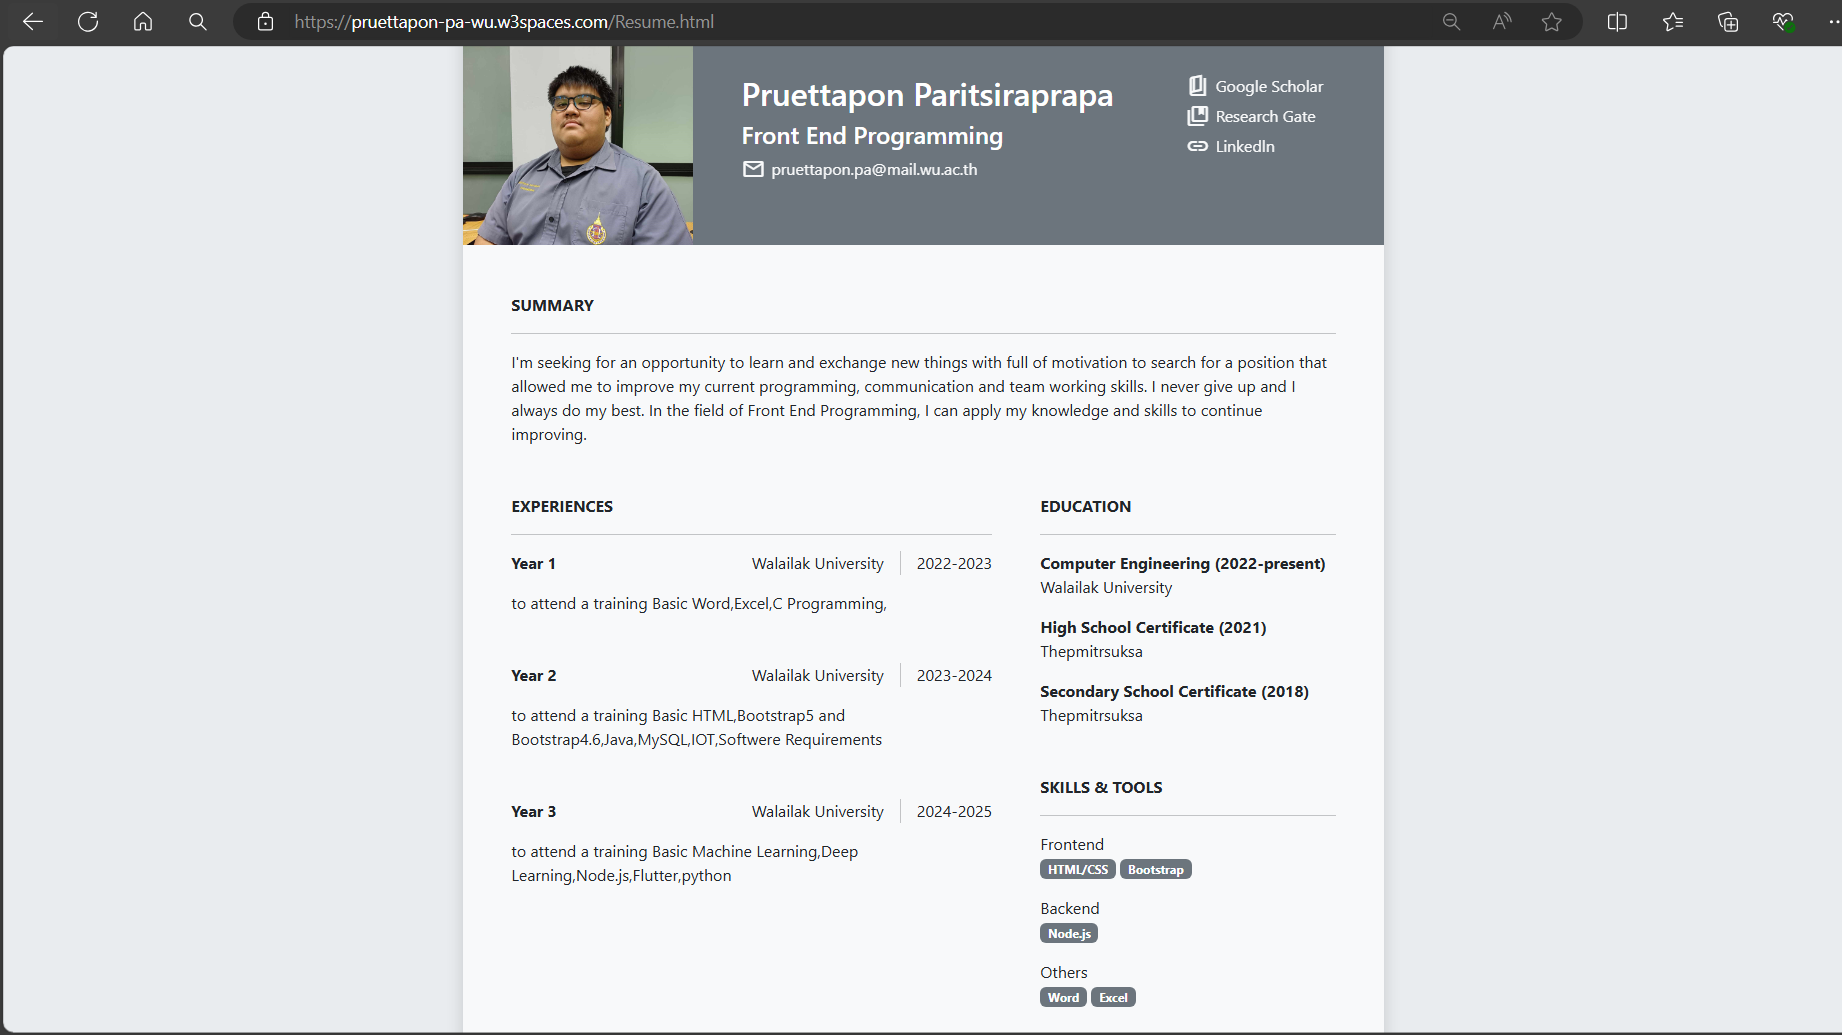 https://pruettapon-pa-wu.w3spaces.com/Resume.html
Pruettapon Paritsiraprapa
Front End Programming
pruettapon.pa@mail.wu.ac.th
Google Scholar
Research Gate
LinkedIn
SUMMARY
I'm seeking for an opportunity to learn and exchange new things with full of motivation to search for a position that
allowed me to improve my current programming, communication and team working skills. I never give up and I
always do my best. In the field of Front End Programming, I can apply my knowledge and skills to continue
improving.
EXPERIENCES
Year 1 Walailak University 2022-2023
to attend a training Basic Word,Excel,C Programming,
Year 2 Walailak University 2023-2024
to attend a training Basic HTML,Bootstrap5 and
Bootstrap4.6,Java,MySQL,IOT,Softwere Requirements
Year 3 Walailak University 2024-2025
to attend a training Basic Machine Learning,Deep
Learning,Node.js,Flutter,python
EDUCATION
Computer Engineering (2022-present)
Walailak University
High School Certificate (2021)
Thepmitrsuksa
Secondary School Certificate (2018)
Thepmitrsuksa
SKILLS & TOOLS
Frontend
HTML/CSS Bootstrap
Backend
Node.js
Others
Word Excel